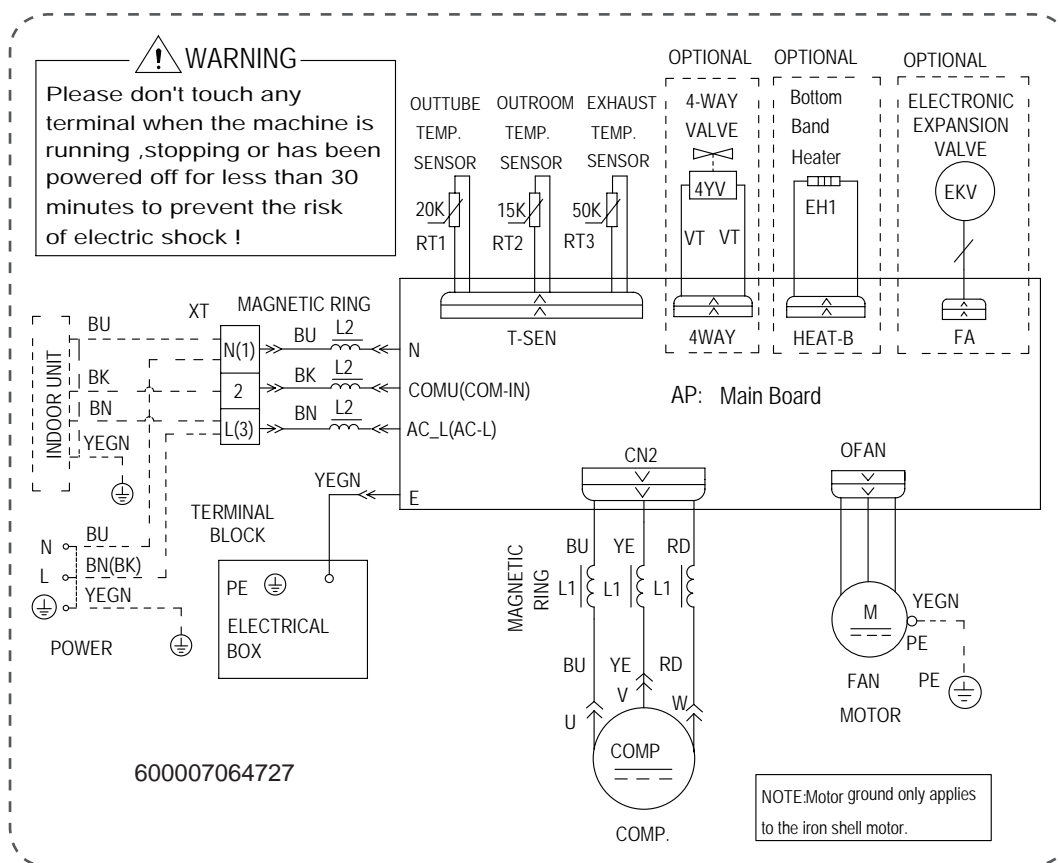 WARNING
Please don't touch any
terminal when the machine is
running ,stopping or has been
powered off for less than 30
minutes to prevent the risk
of electric shock !
OUTTUBE
TEMP.
SENSOR
20K
RT1
OUTROOM
TEMP.
SENSOR
15K
RT2
EXHAUST
TEMP.
SENSOR
50K
RT3
T-SEN
OPTIONAL
4-WAY
VALVE
4YV
VT VT
4WAY
OPTIONAL
Bottom
Band
Heater
EH1
HEAT-B
OPTIONAL
ELECTRONIC
EXPANSION
VALVE
EKV
FA
INDOOR UNIT
BU
BK
BN
YEGN
XT
N(1)
2
L(3)
MAGNETIC RING
BU L2 N
BK L2 COMU(COM-IN)
BN L2 AC_L(AC-L)
YEGN E
AP: Main Board
TERMINAL
BLOCK
N BU
L BN(BK)
YEGN
POWER
PE
ELECTRICAL
BOX
CN2
MAGNETIC
RING
BU YE RD
L1 L1 L1
BU YE RD
U V W
COMP
COMP.
OFAN
M
YEGN
PE
PE
FAN
MOTOR
600007064727
NOTE:Motor ground only applies
to the iron shell motor.